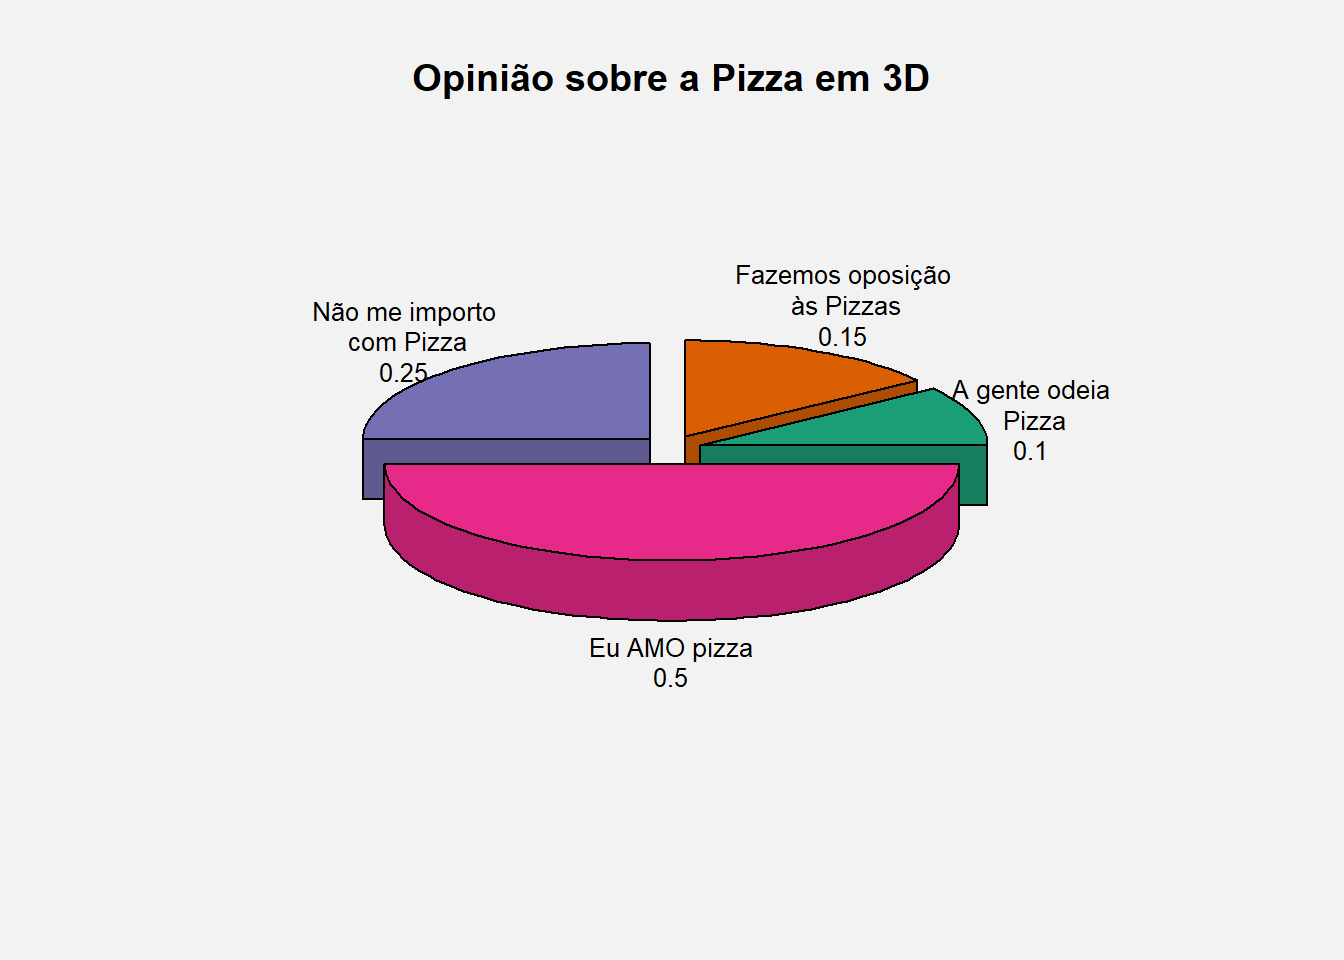 Opinião sobre a Pizza em 3D
Fazemos oposição
às Pizzas
0.15
Não me importo
com Pizza
0.25
A gente odeia
Pizza
0.1
Eu AMO pizza
0.5